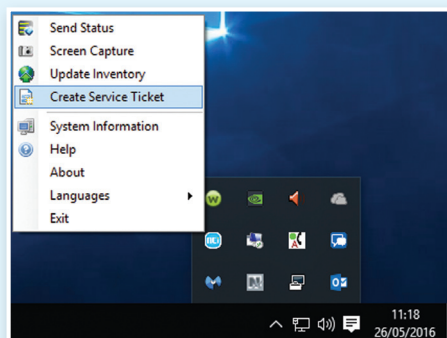 Send Status
Screen Capture
Update Inventory
Create Service Ticket
System Information
Help
About
Languages
Exit
11:18
26/05/2016